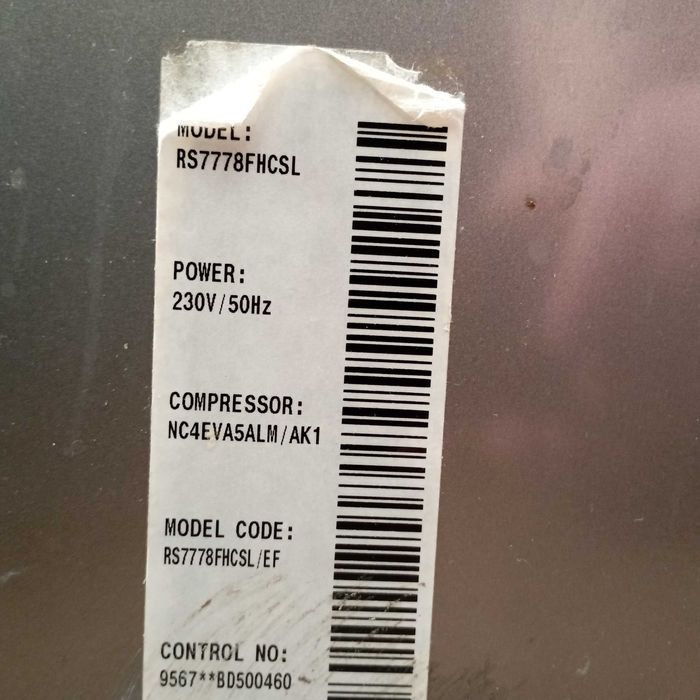 MODEL:
RS7778FHCSL
POWER:
230V/50Hz
COMPRESSOR:
NC4EVA5ALM/AK1
MODEL CODE:
RS7778FHCSL/EF
CONTROL NO:
9567**BD500460